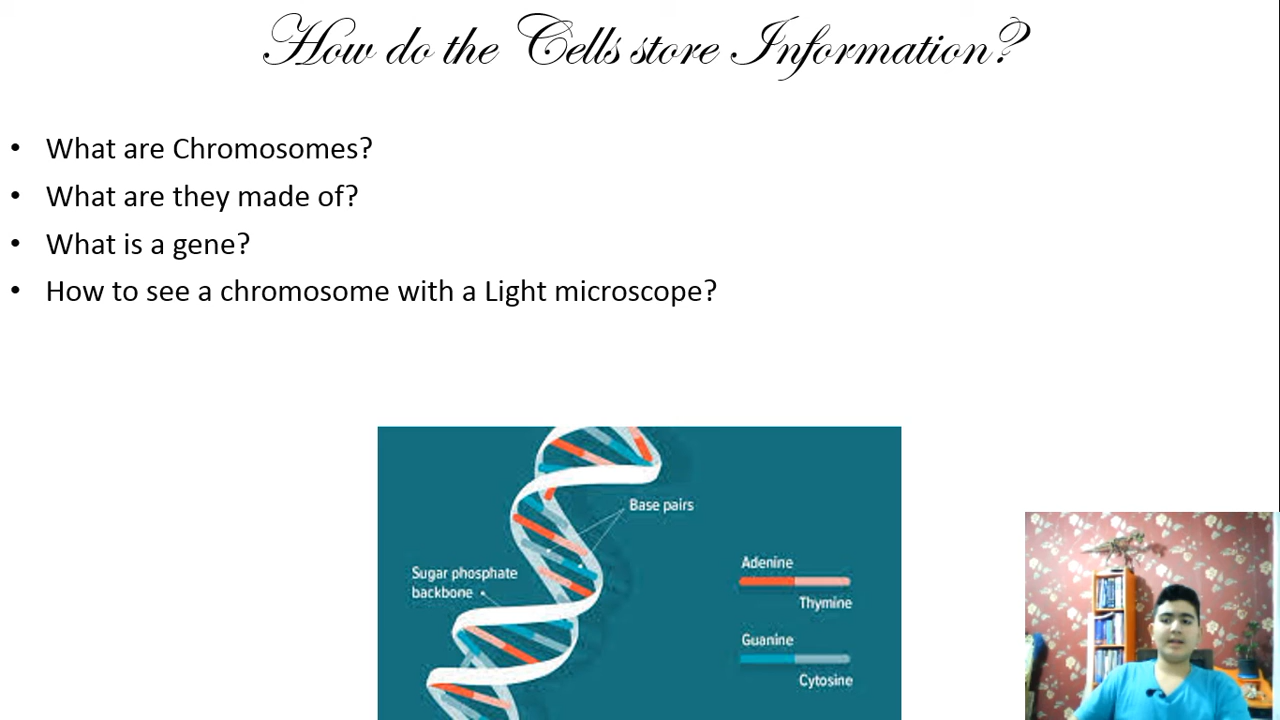 How do the Cells store Information?
• What are Chromosomes?
• What are they made of?
• What is a gene?
• How to see a chromosome with a Light microscope?
Base pairs
Sugar phosphate
backbone
Adenine
Thymine
Guanine
Cytosine